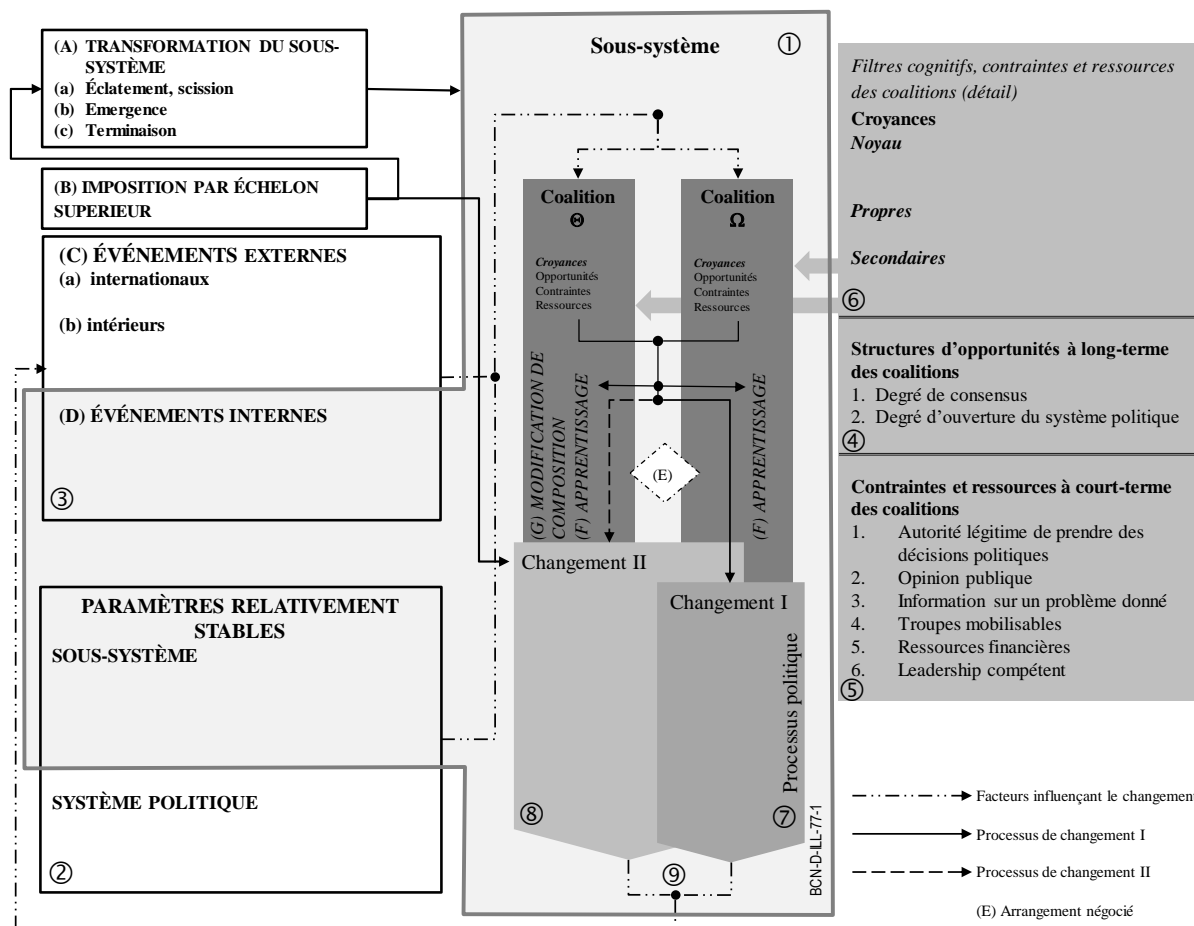 (A) TRANSFORMATION DU SOUS-
SYSTÈME
(a) Éclatement, scission
(b) Emergence
(c) Terminaison
(B) IMPOSITION PAR ÉCHELON
SUPERIEUR
(C) ÉVÉNEMENTS EXTERNES
(a) internationaux
(b) intérieurs
(D) ÉVÉNEMENTS INTERNES
③
PARAMÈTRES RELATIVEMENT
STABLES
SOUS-SYSTÈME
SYSTÈME POLITIQUE
②
Sous-système ①
Coalition
Θ
Croyances
Opportunités
Contraintes
Ressources
Coalition
Ω
Croyances
Opportunités
Contraintes
Ressources
(G) MODIFICATION DE
COMPOSITION
(F) APPRENTISSAGE
(E)
(F) APPRENTISSAGE
Changement II
Changement I
Processus politique
⑧
⑦
⑨
BCN-D-ILL-77-1
Filtres cognitifs, contraintes et ressources
des coalitions (détail)
Croyances
Noyau
Propres
Secondaires
⑥
Structures d'opportunités à long-terme
des coalitions
1. Degré de consensus
2. Degré d'ouverture du système politique
④
Contraintes et ressources à court-terme
des coalitions
1. Autorité légitime de prendre des
décisions politiques
2. Opinion publique
3. Information sur un problème donné
4. Troupes mobilisables
5. Ressources financières
6. Leadership compétent
⑤
Facteurs influençant le changement
Processus de changement I
Processus de changement II
(E) Arrangement négocié